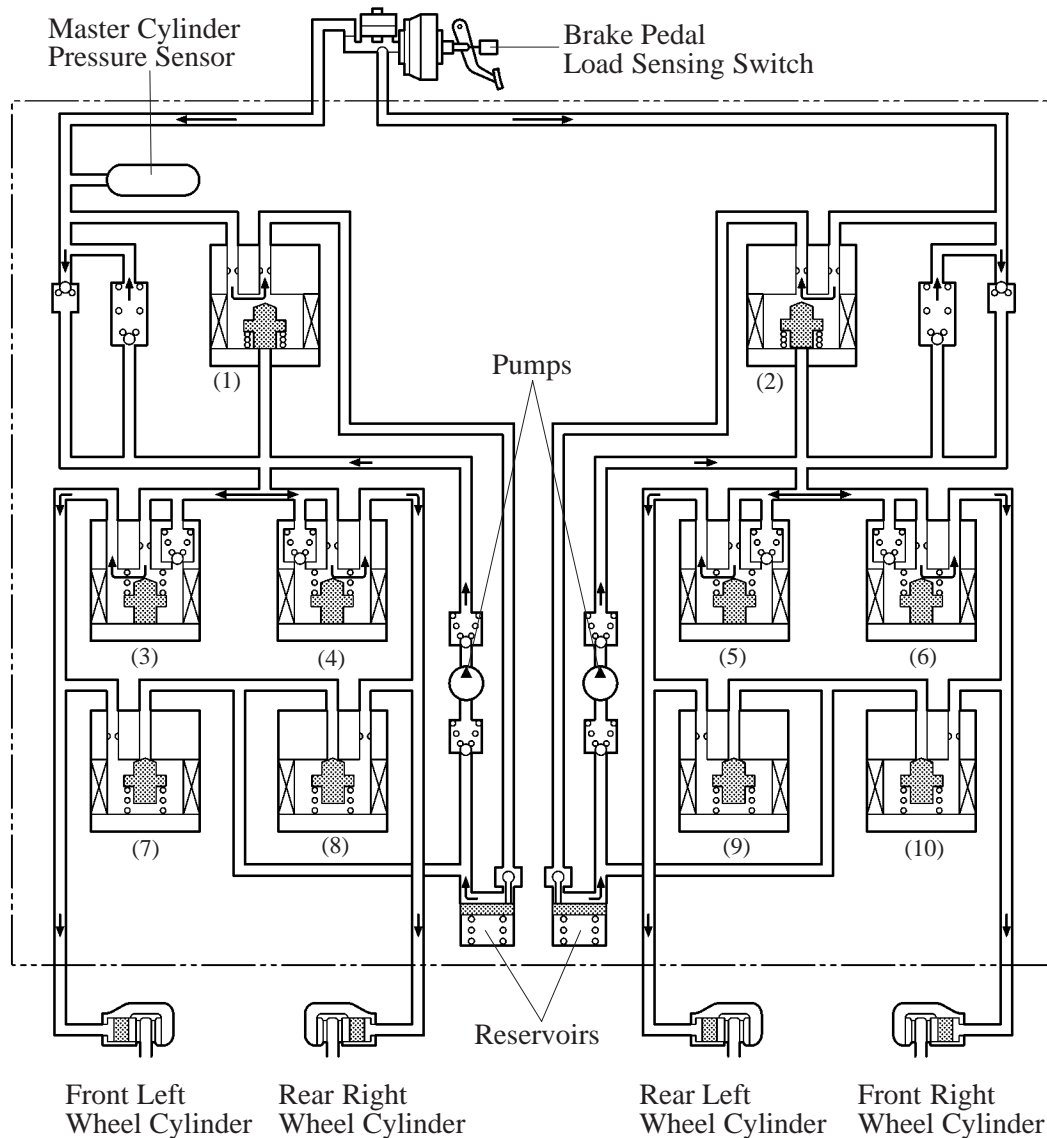 Master Cylinder
Pressure Sensor
Brake Pedal
Load Sensing Switch
(1)
(2)
Pumps
(3)
(4)
(5)
(6)
(7)
(8)
(9)
(10)
Reservoirs
Front Left
Wheel Cylinder
Rear Right
Wheel Cylinder
Rear Left
Wheel Cylinder
Front Right
Wheel Cylinder